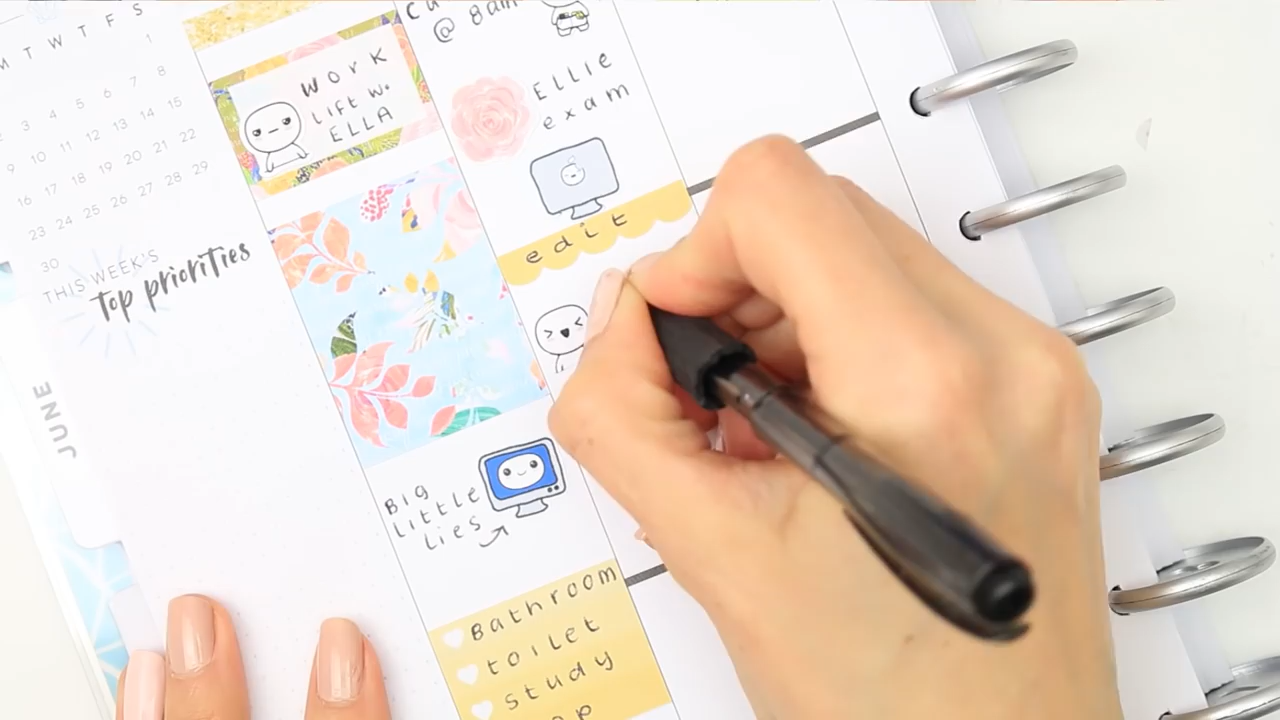 M T W T F S
1
6 7 8
3 4 5
9 10 11 12 13 14 15
16 17 18 19 20 21 22
23 24 25 26 27 28 29
30
THIS WEEK'S
top priorities
JUNE
WORK
LIFT W.
ELLA
@ 8am
ELLIE
exam
edit
BIG
LITTLE
LIES
BATHROOM
toilet
study